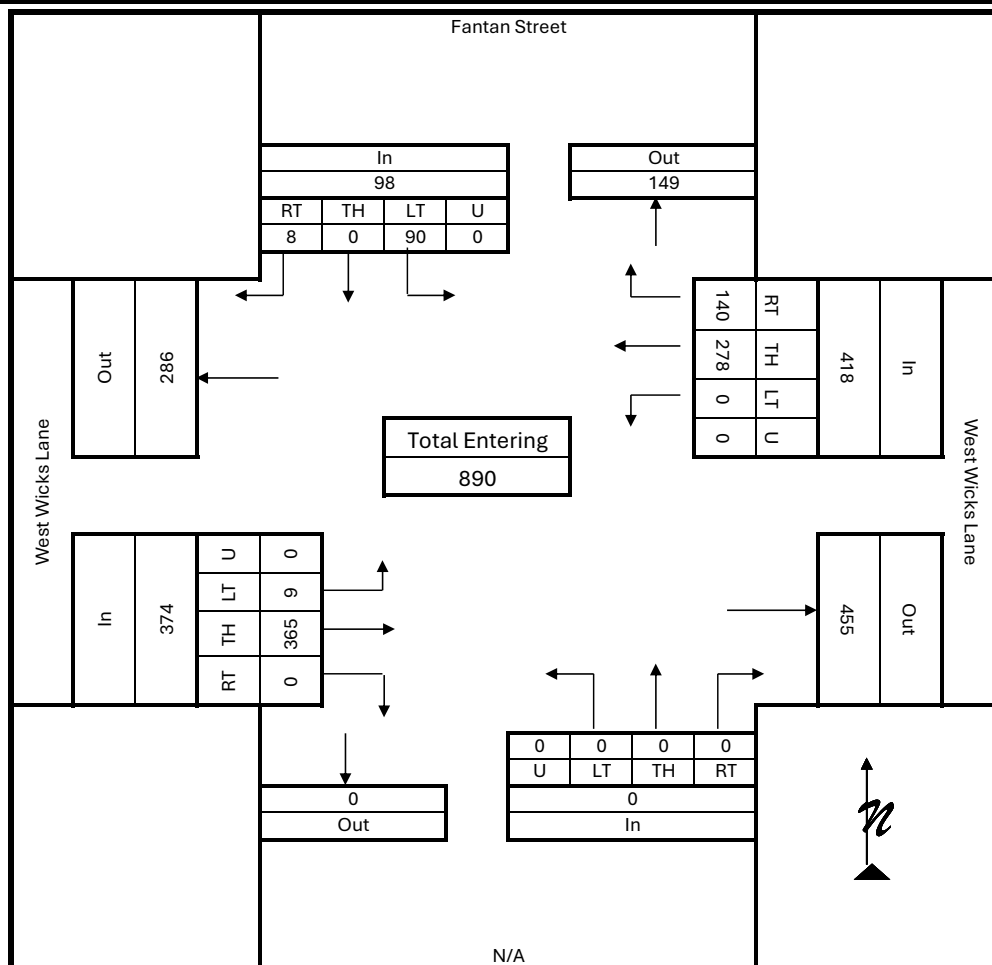 Fantan Street
In
98
RT TH LT U
8 0 90 0
Out
149
Out
286
RT 140
TH 278
LT 0
U 0
418
In
West Wicks Lane
West Wicks Lane
Total Entering
890
In
374
U 0
LT 9
TH 365
RT 0
455
Out
0
Out
0 0 0 0
U LT TH RT
0
In
N
N/A